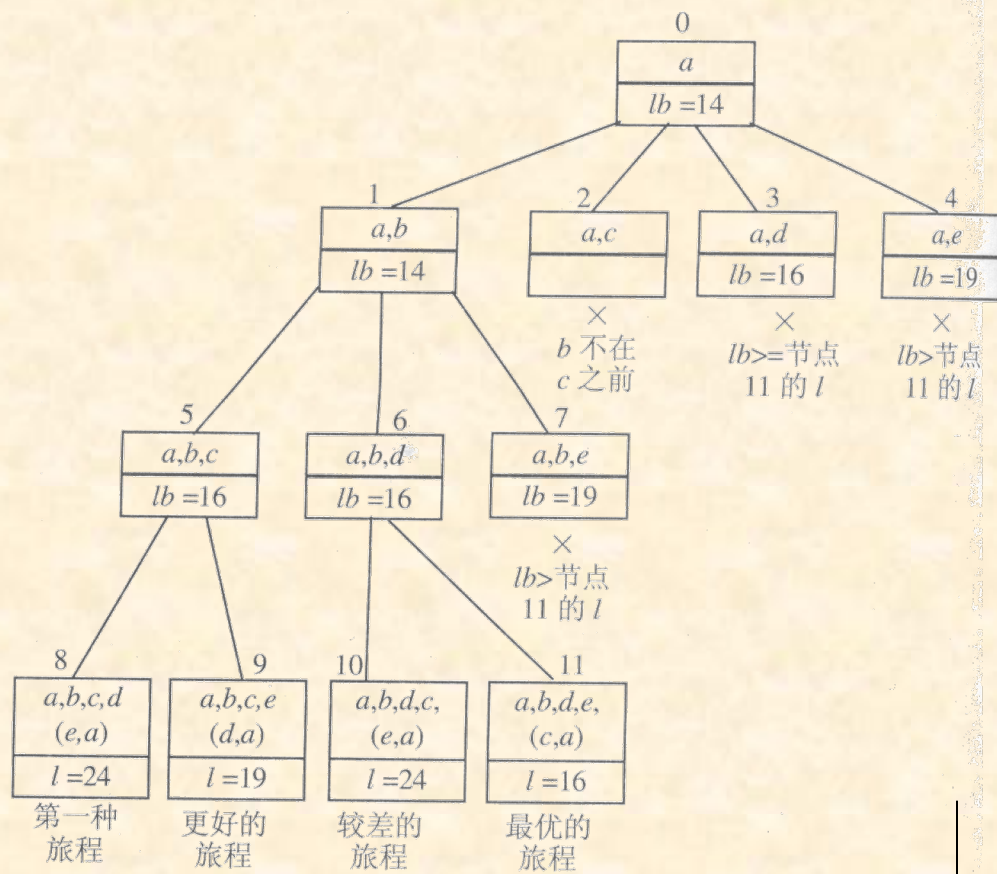 0
a
lb =14
1
a,b
lb =14
2
a,c
×
b 不在
c 之前
3
a,d
lb =16
×
lb>=节点
11 的 l
4
a,e
lb =19
×
lb>节点
11 的 l
5
a,b,c
lb =16
6
a,b,d
lb =16
7
a,b,e
lb =19
×
lb>节点
11 的 l
8
a,b,c,d
(e,a)
l =24
第一种
旅程
9
a,b,c,e
(d,a)
l =19
更好的
旅程
10
a,b,d,c,
(e,a)
l =24
较差的
旅程
11
a,b,d,e,
(c,a)
l =16
最优的
旅程